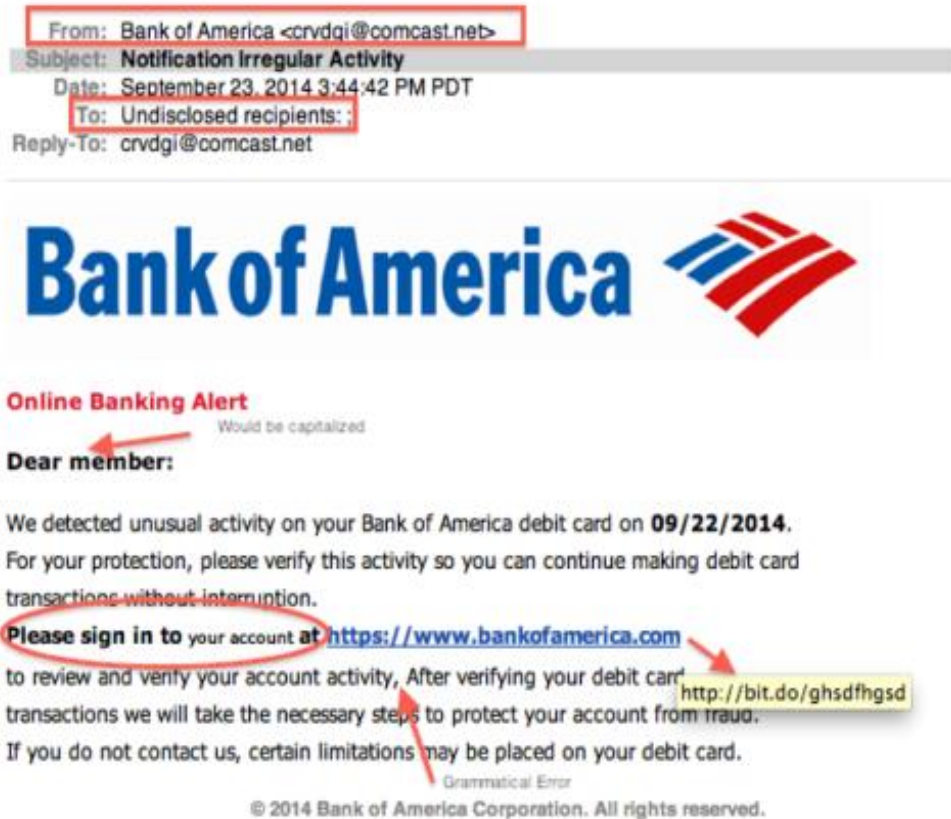 From: Bank of America <crvdgi@comcast.net>
Subject: Notification Irregular Activity
Date: September 23, 2014 3:44:42 PM PDT
To: Undisclosed recipients: ;
Reply-To: crvdgi@comcast.net
Bank of America
Online Banking Alert
Would be capitalized
Dear member:
We detected unusual activity on your Bank of America debit card on 09/22/2014.
For your protection, please verify this activity so you can continue making debit card
transactions without interruption.
Please sign in to your account at https://www.bankofamerica.com
to review and verify your account activity, After verifying your debit card
http://bit.do/ghsdfhgsd
transactions we will take the necessary steps to protect your account from fraud.
If you do not contact us, certain limitations may be placed on your debit card.
Grammatical Error
© 2014 Bank of America Corporation. All rights reserved.